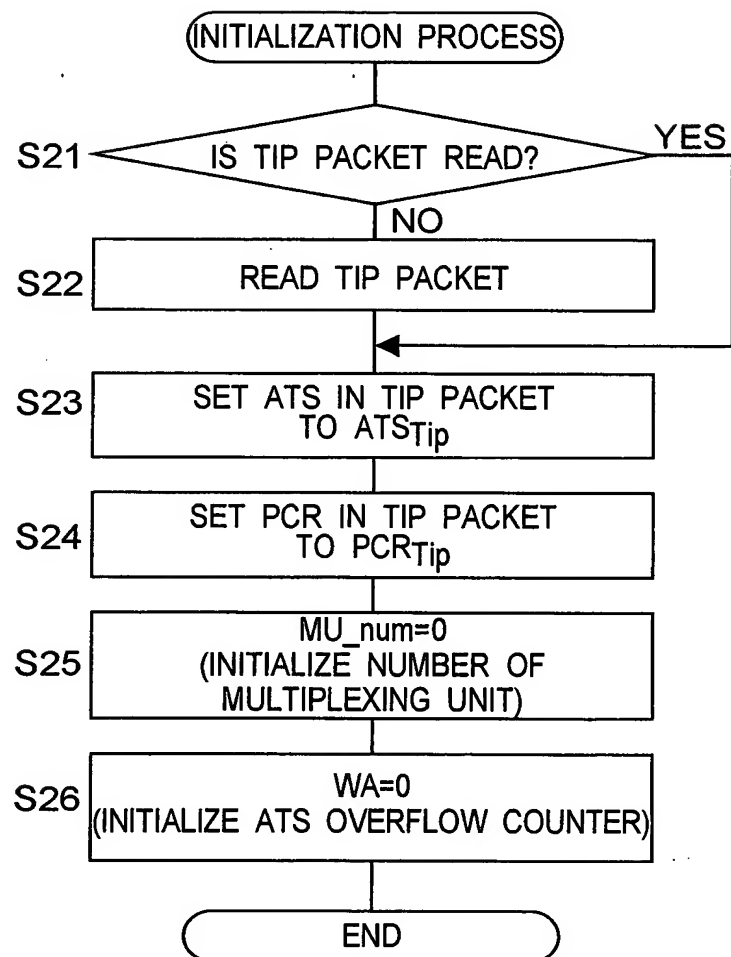 INITIALIZATION PROCESS
S21
IS TIP PACKET READ?
YES
NO
S22
READ TIP PACKET
S23
SET ATS IN TIP PACKET
TO ATSTip
S24
SET PCR IN TIP PACKET
TO PCRTip
S25
MU_num=0
(INITIALIZE NUMBER OF
MULTIPLEXING UNIT)
S26
WA=0
(INITIALIZE ATS OVERFLOW COUNTER)
END